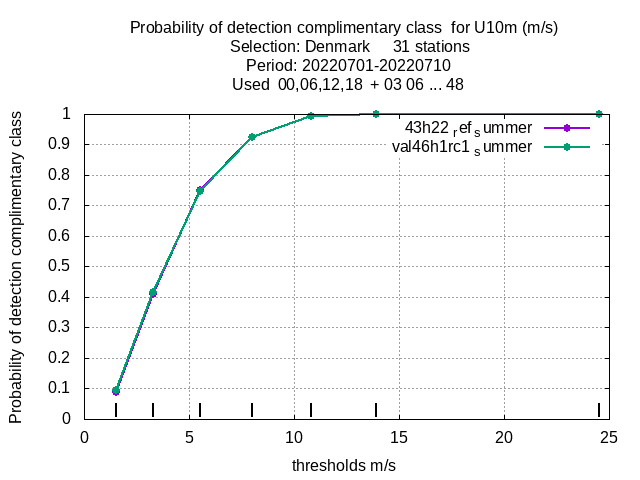 Probability of detection complimentary class  for U10m (m/s)
Selection: Denmark     31 stations
Period: 20220701-20220710
Used  00,06,12,18  + 03 06 ... 48
Probability of detection complimentary class
1
0.9
0.8
0.7
0.6
0.5
0.4
0.3
0.2
0.1
0
43h22 ref summer
val46h1rc1 summer
0 5 10 15 20 25
thresholds m/s